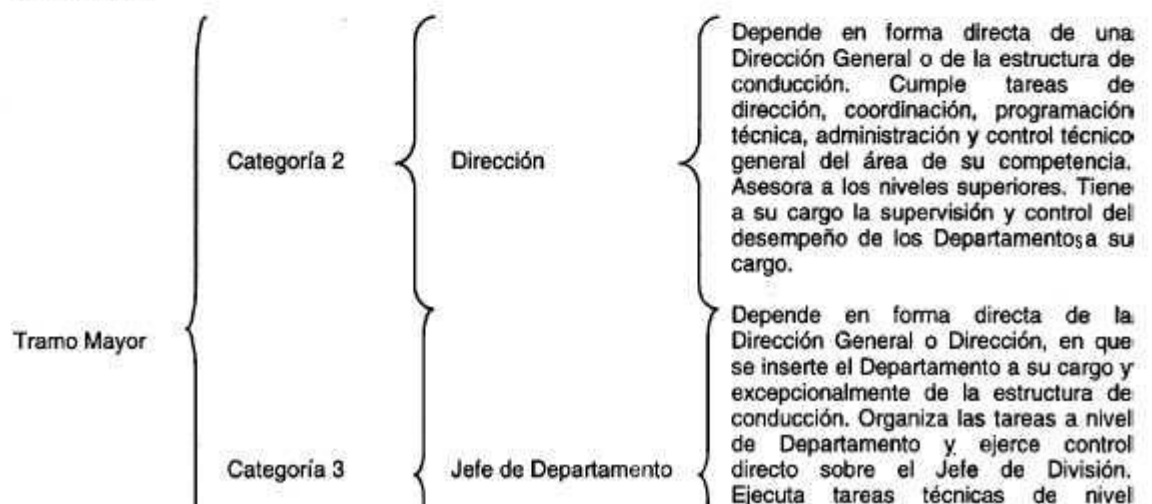 Depende en forma directa de una
Dirección General o de la estructura de
conducción. Cumple tareas de
dirección, coordinación, programación
técnica, administración y control técnico
Categoría 2
Dirección
general del área de su competencia.
Asesora a los niveles superiores. Tiene
a su cargo la supervisión y control del
desempeño de los Departamentos a su
cargo.
Tramo Mayor
Depende en forma directa de la
Dirección General o Dirección, en que
se inserte el Departamento a su cargo y
excepcionalmente de la estructura de
conducción. Organiza las tareas a nivel
de Departamento y ejerce control
Categoría 3
Jefe de Departamento
directo sobre el Jefe de División.
Ejecuta tareas técnicas de nivel